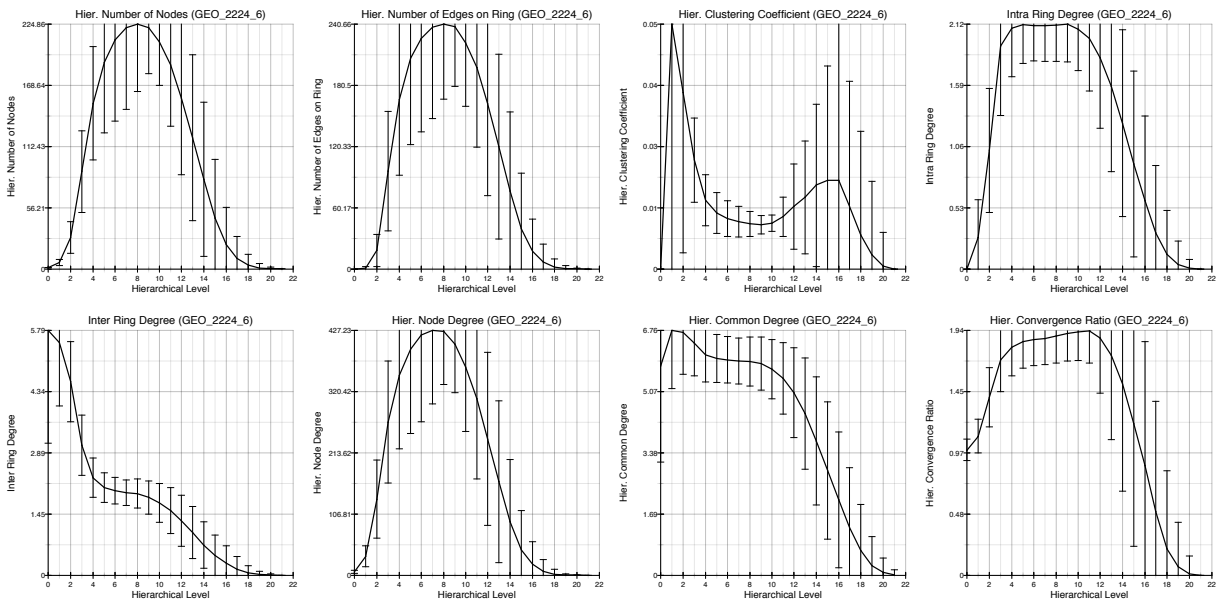 Hier. Number of Nodes (GEO_2224_6)
224.86
168.64
112.43
56.21
0
Hier. Number of Nodes
0 2 4 6 8 10 12 14 16 18 20 22
Hierarchical Level
Hier. Number of Edges on Ring (GEO_2224_6)
240.66
180.5
120.33
60.17
0
Hier. Number of Edges on Ring
0 2 4 6 8 10 12 14 16 18 20 22
Hierarchical Level
Hier. Clustering Coefficient (GEO_2224_6)
0.05
0.04
0.03
0.01
0
Hier. Clustering Coefficient
0 2 4 6 8 10 12 14 16 18 20 22
Hierarchical Level
Intra Ring Degree (GEO_2224_6)
2.12
1.59
1.06
0.53
0
Intra Ring Degree
0 2 4 6 8 10 12 14 16 18 20 22
Hierarchical Level
Inter Ring Degree (GEO_2224_6)
5.79
4.34
2.89
1.45
0
Inter Ring Degree
0 2 4 6 8 10 12 14 16 18 20 22
Hierarchical Level
Hier. Node Degree (GEO_2224_6)
427.23
320.42
213.62
106.81
0
Hier. Node Degree
0 2 4 6 8 10 12 14 16 18 20 22
Hierarchical Level
Hier. Common Degree (GEO_2224_6)
6.76
5.07
3.38
1.69
0
Hier. Common Degree
0 2 4 6 8 10 12 14 16 18 20 22
Hierarchical Level
Hier. Convergence Ratio (GEO_2224_6)
1.94
1.45
0.97
0.48
0
Hier. Convergence Ratio
0 2 4 6 8 10 12 14 16 18 20 22
Hierarchical Level